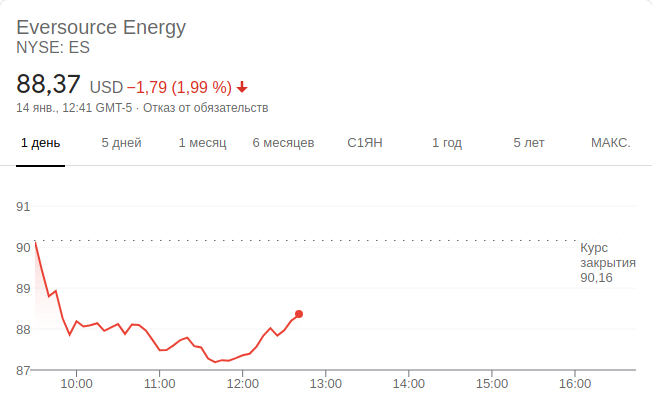 Eversource Energy
NYSE: ES
88,37 USD −1,79 (1,99 %)
14 янв., 12:41 GMT-5 · Отказ от обязательств
1 день 5 дней 1 месяц 6 месяцев С1ЯН 1 год 5 лет МАКС.
91
90
89
88
87
Курс
закрытия
90,16
10:00 11:00 12:00 13:00 14:00 15:00 16:00